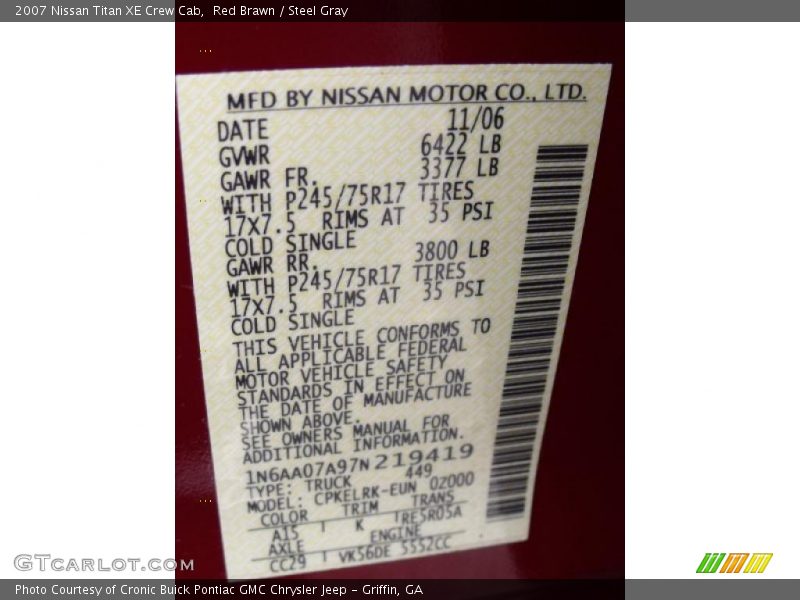 2007 Nissan Titan XE Crew Cab,  Red Brawn / Steel Gray
MFD BY NISSAN MOTOR CO., LTD.
DATE 11/06
GVWR 6422 LB
GAWR FR. 3377 LB
WITH P245/75R17 TIRES
17X7.5 RIMS AT 35 PSI
COLD SINGLE
GAWR RR. 3800 LB
WITH P245/75R17 TIRES
17X7.5 RIMS AT 35 PSI
COLD SINGLE
THIS VEHICLE CONFORMS TO
ALL APPLICABLE FEDERAL
MOTOR VEHICLE SAFETY
STANDARDS IN EFFECT ON
THE DATE OF MANUFACTURE
SHOWN ABOVE.
SEE OWNERS MANUAL FOR
ADDITIONAL INFORMATION.
1N6AA07A97N219419
TYPE: TRUCK 449
MODEL: CPKELRK-EUN 02000
COLOR TRIM TRANS
A15 K TRE5R05A
AXLE ENGINE
CC29 VK56DE 5552CC
GTCARLOT.COM
Photo Courtesy of Cronic Buick Pontiac GMC Chrysler Jeep - Griffin, GA